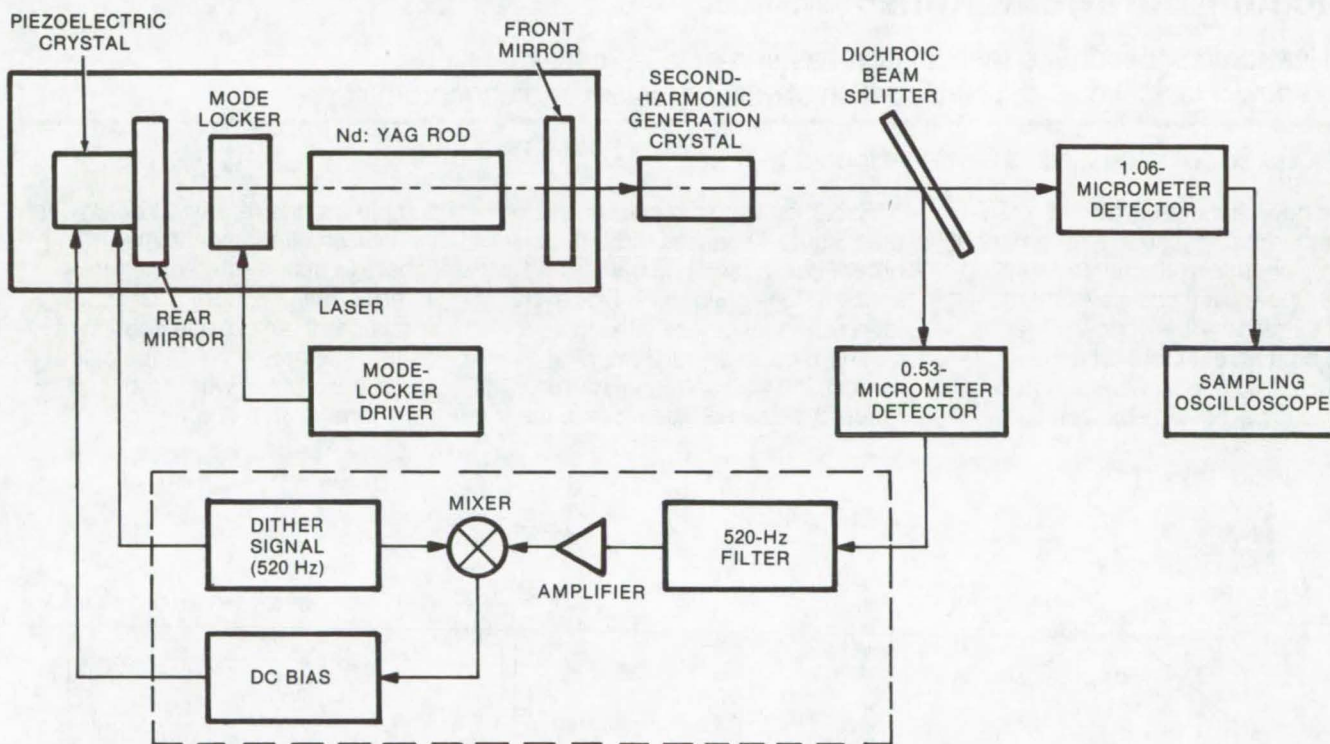 PIEZOELECTRIC
CRYSTAL
FRONT
MIRROR
MODE
LOCKER
Nd: YAG ROD
SECOND-
HARMONIC
GENERATION
CRYSTAL
DICHROIC
BEAM
SPLITTER
1.06-
MICROMETER
DETECTOR
REAR
MIRROR
LASER
MODE-
LOCKER
DRIVER
0.53-
MICROMETER
DETECTOR
SAMPLING
OSCILLOSCOPE
DITHER
SIGNAL
(520 Hz)
MIXER
AMPLIFIER
520-Hz
FILTER
DC BIAS